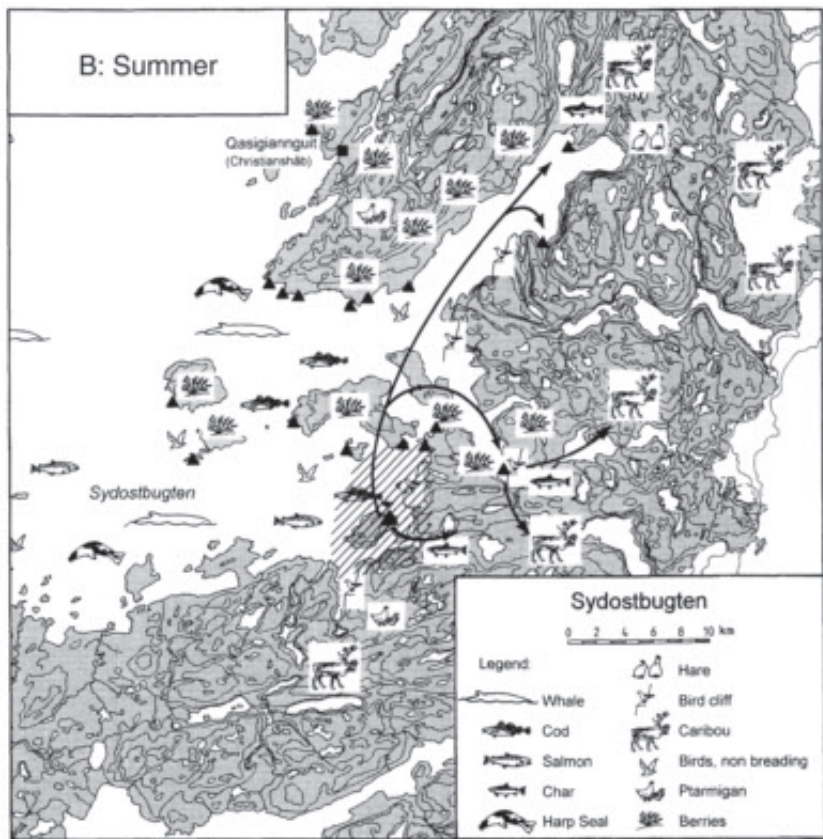 B: Summer
Qasigiannguit
(Christianshåb)
Sydostbugten
Sydostbugten
0 2 4 6 8 10 km
Legend:
Whale
Cod
Salmon
Char
Harp Seal
Hare
Bird cliff
Caribou
Birds, non breading
Ptarmigan
Berries